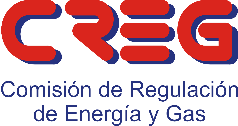 CREG
Comisión de Regulación
de Energía y Gas